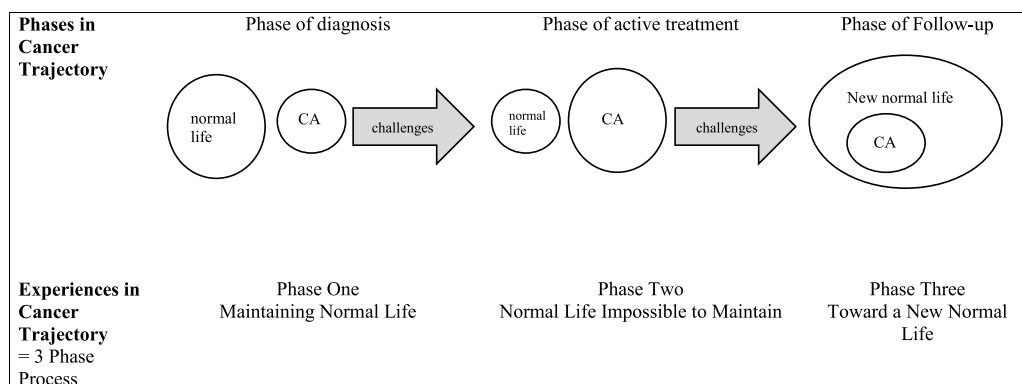 Phases in
Cancer
Trajectory
Phase of diagnosis
Phase of active treatment
Phase of Follow-up
normal
life
CA
challenges
normal
life
CA
challenges
New normal life
CA
Experiences in
Cancer
Trajectory
= 3 Phase
Process
Phase One
Maintaining Normal Life
Phase Two
Normal Life Impossible to Maintain
Phase Three
Toward a New Normal
Life